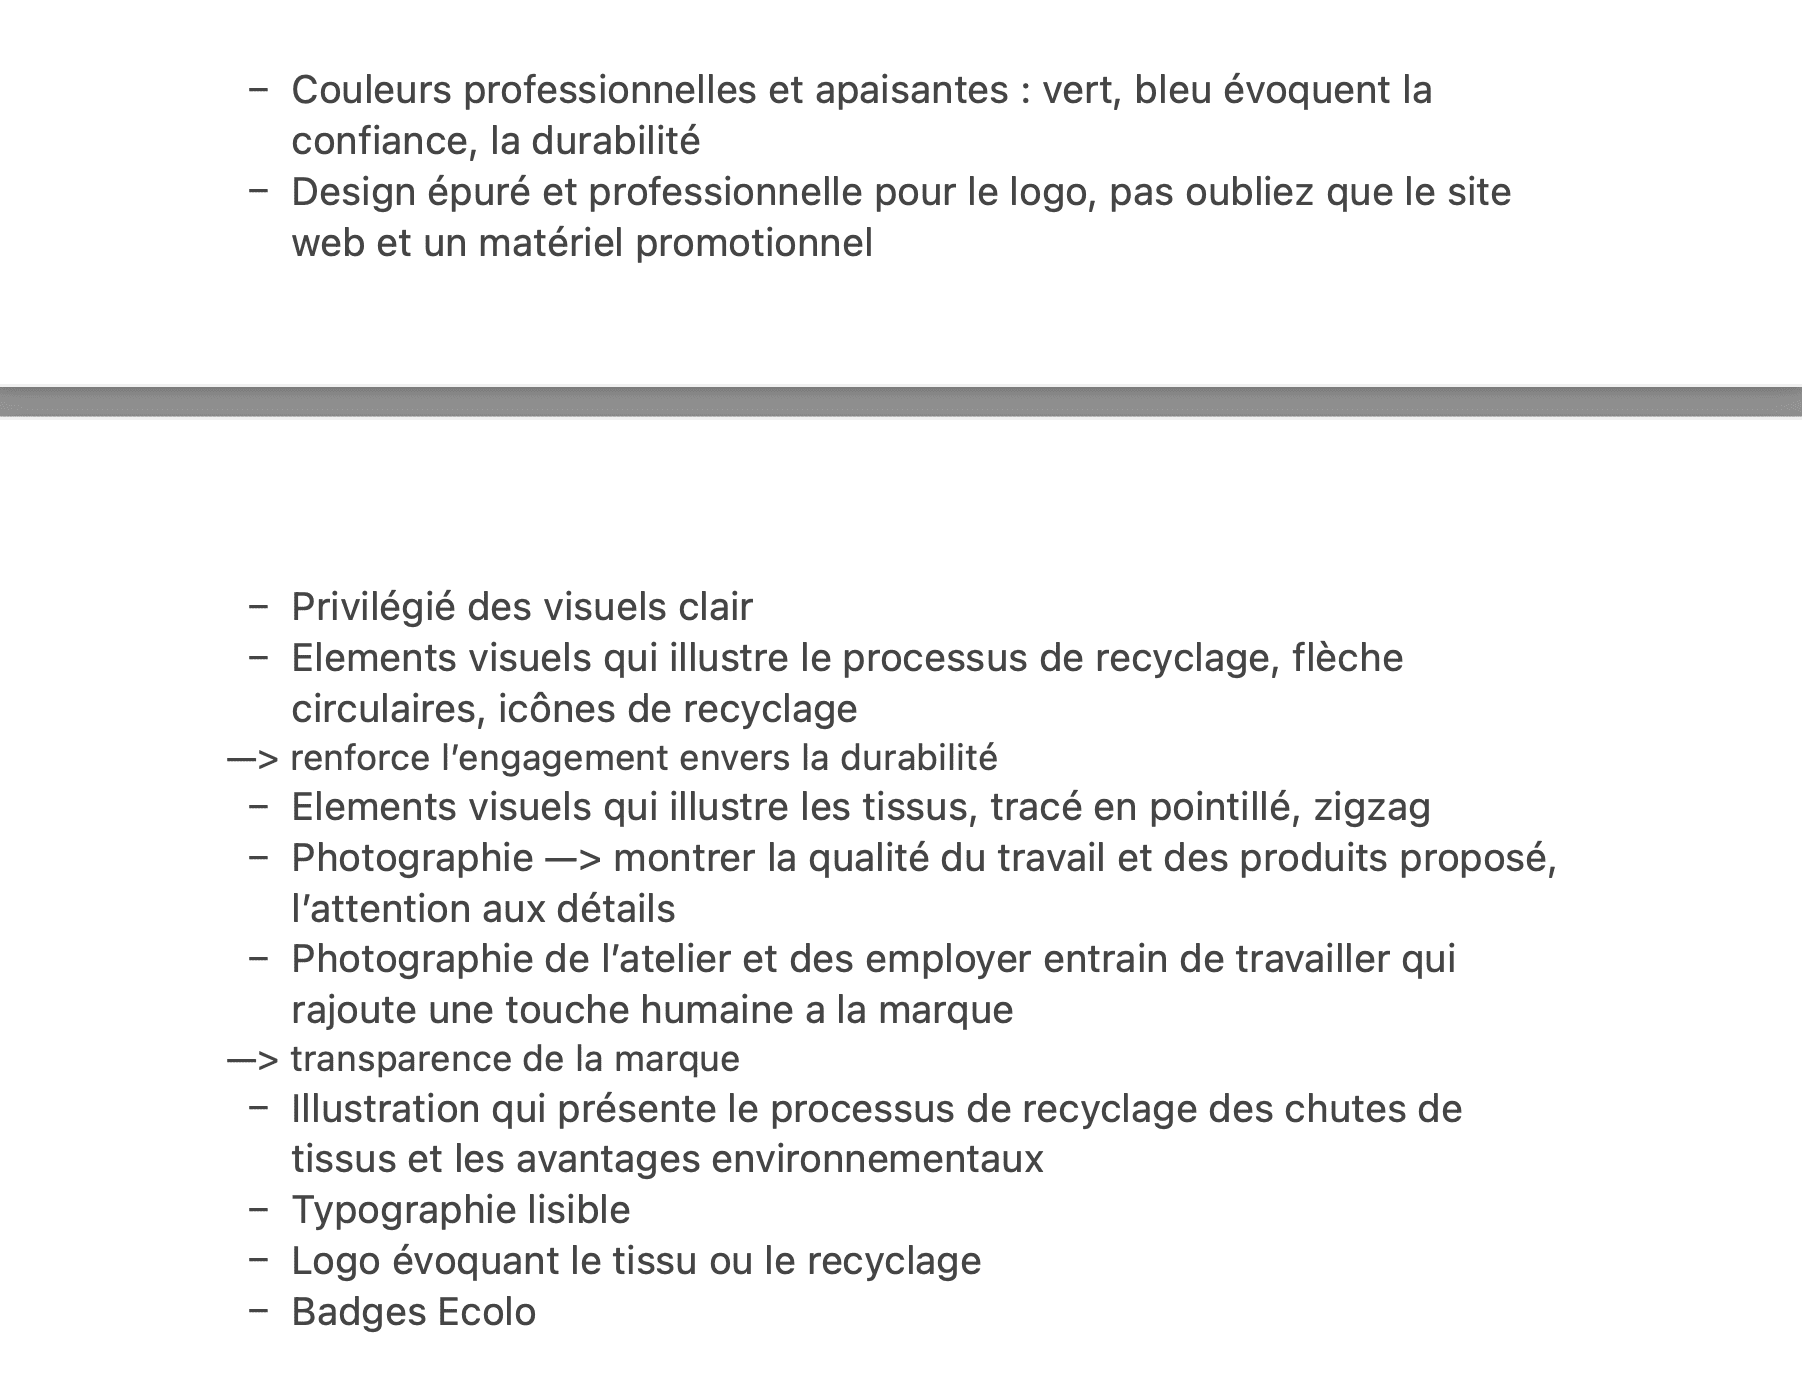 – Couleurs professionnelles et apaisantes : vert, bleu évoquent la
confiance, la durabilité
– Design épuré et professionnelle pour le logo, pas oubliez que le site
web et un matériel promotionnel
– Privilégié des visuels clair
– Elements visuels qui illustre le processus de recyclage, flèche
circulaires, icônes de recyclage
—> renforce l’engagement envers la durabilité
– Elements visuels qui illustre les tissus, tracé en pointillé, zigzag
– Photographie —> montrer la qualité du travail et des produits proposé,
l’attention aux détails
– Photographie de l’atelier et des employer entrain de travailler qui
rajoute une touche humaine a la marque
—> transparence de la marque
– Illustration qui présente le processus de recyclage des chutes de
tissus et les avantages environnementaux
– Typographie lisible
– Logo évoquant le tissu ou le recyclage
– Badges Ecolo